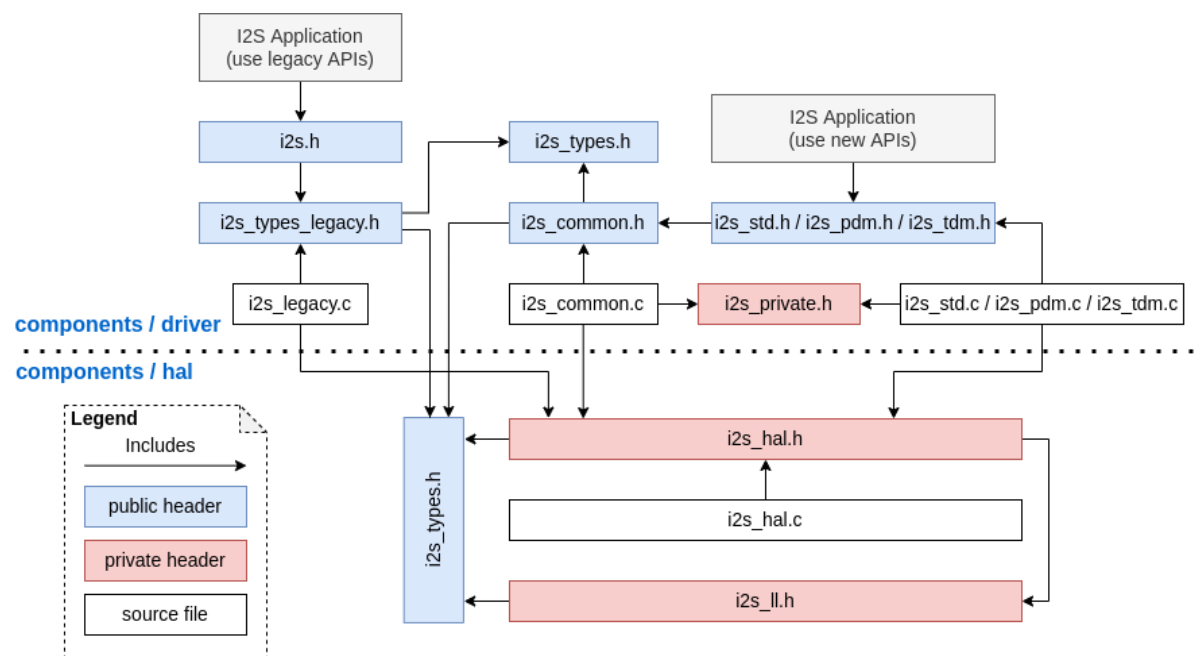 I2S Application
(use legacy APIs)
I2S Application
(use new APIs)
i2s.h
i2s_types.h
i2s_types_legacy.h
i2s_common.h
i2s_std.h / i2s_pdm.h / i2s_tdm.h
i2s_legacy.c
i2s_common.c
i2s_private.h
i2s_std.c / i2s_pdm.c / i2s_tdm.c
components / driver
components / hal
Legend
Includes
public header
private header
source file
i2s_types.h
i2s_hal.h
i2s_hal.c
i2s_ll.h